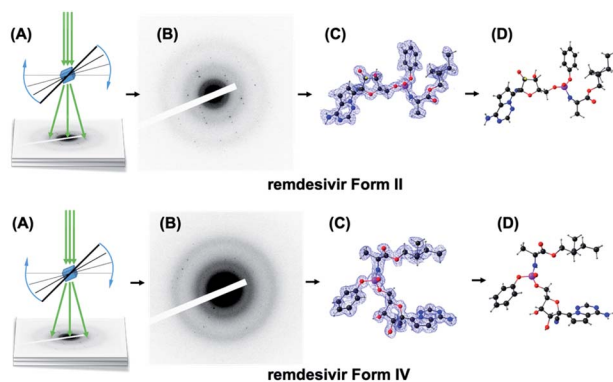 (A) (B) (C) (D)
remdesivir Form II
(A) (B) (C) (D)
remdesivir Form IV